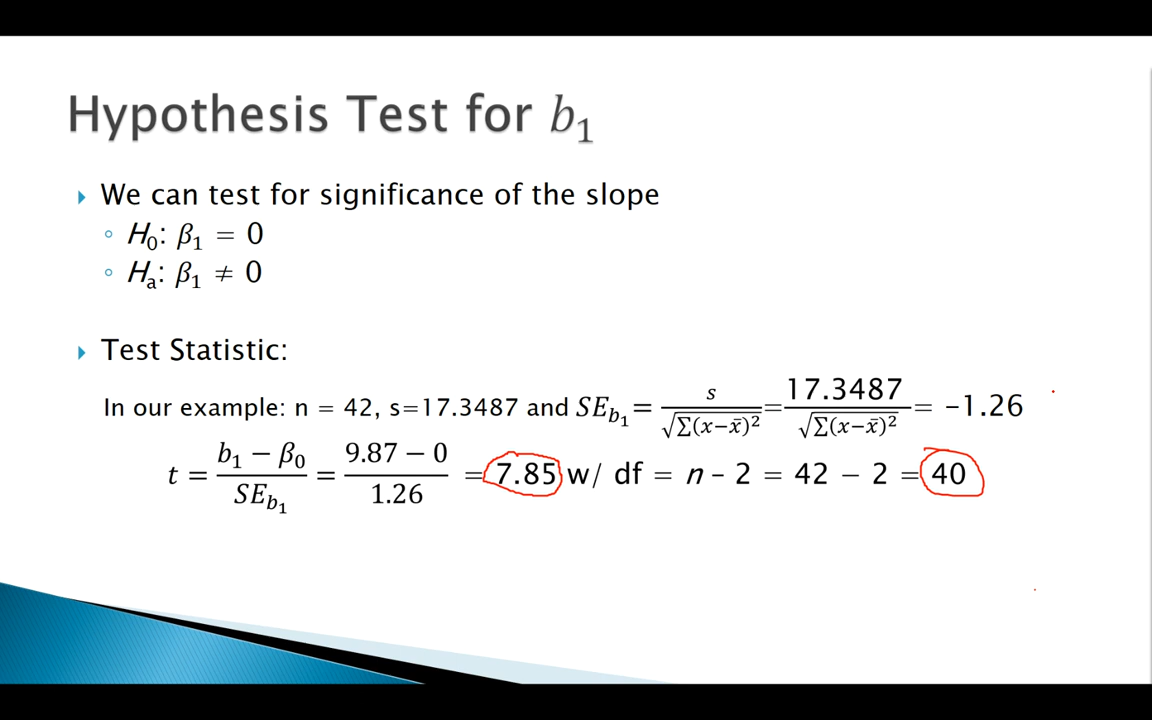 Hypothesis Test for b₁
We can test for significance of the slope
H₀: β₁ = 0
Hₐ: β₁ ≠ 0
Test Statistic:
In our example: n = 42, s=17.3487 and SE_b₁ = s/√Σ(x−x̄)² = 17.3487/√Σ(x−x̄)² = -1.26
t = (b₁ − β₀)/SE_b₁ = (9.87 − 0)/1.26 = 7.85 w/ df = n - 2 = 42 − 2 = 40